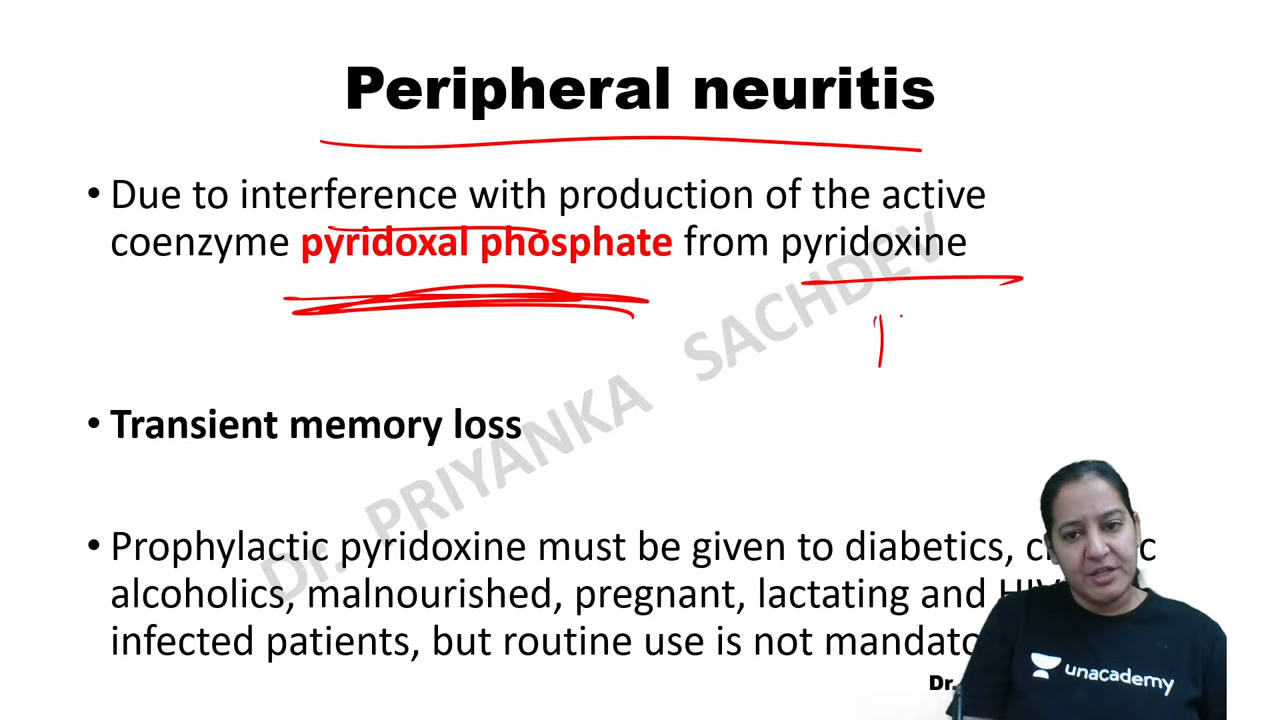 Peripheral neuritis
• Due to interference with production of the active
coenzyme pyridoxal phosphate from pyridoxine
• Transient memory loss
• Prophylactic pyridoxine must be given to diabetics,
alcoholics, malnourished, pregnant, lactating and
infected patients, but routine use is not
Dr. PRIYANKA SACHDEV
unacademy
Dr.